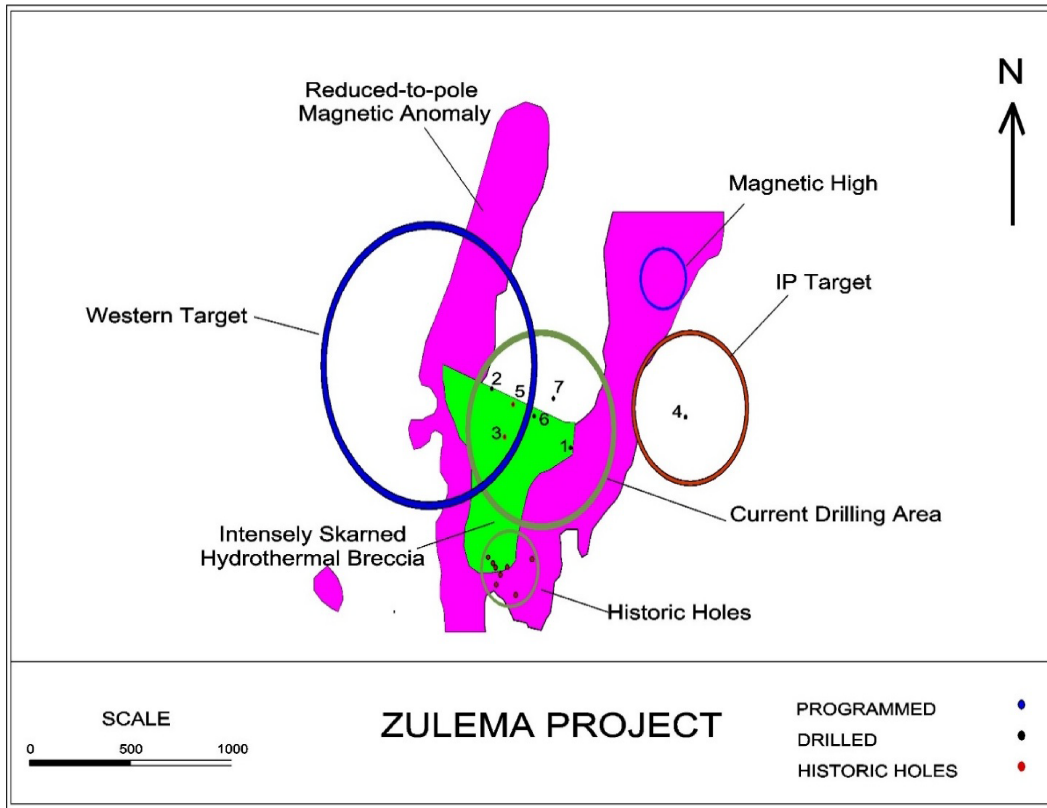 Reduced-to-pole
Magnetic Anomaly
N
Magnetic High
IP Target
Western Target
2
5
7
6
4
3
1
Intensely Skarned
Hydrothermal Breccia
Current Drilling Area
Historic Holes
SCALE
0 500 1000
ZULEMA PROJECT
PROGRAMMED
DRILLED
HISTORIC HOLES